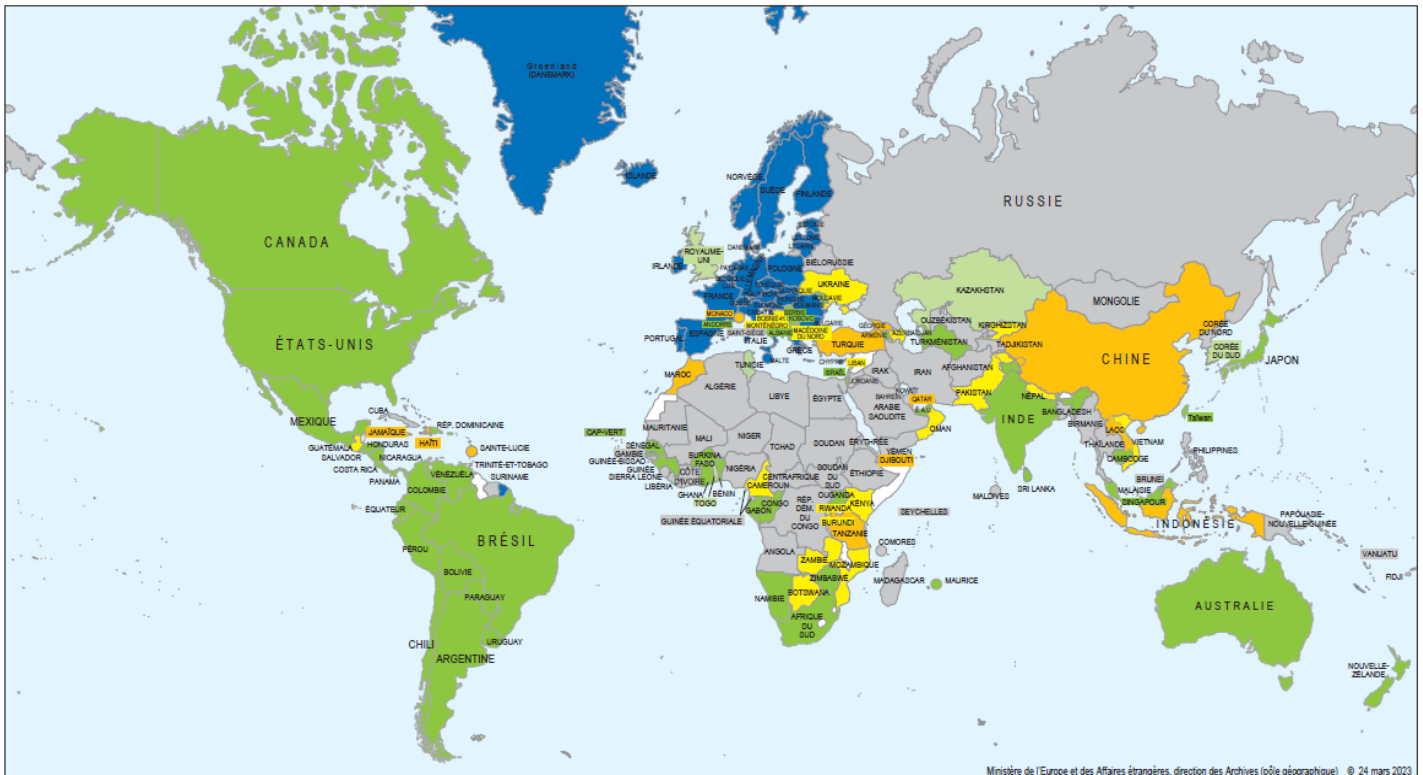 Groenland
(DANEMARK)
ISLANDE
NORVÈGE
SUÈDE
FINLANDE
RUSSIE
CANADA
ROYAUME-
UNI
IRLANDE
DANEMARK
POLOGNE
BIÉLORUSSIE
UKRAINE
MOLDAVIE
FRANCE
MONACO
ANDORRE
PORTUGAL
ESPAGNE
SAINT-SIÈGE
ITALIE
BOSNIE-H.
MONTÉNÉGRO
SERBIE
KOSOVO
ALBANIE
MACÉDOINE
DU NORD
GRÈCE
MALTE
CHYPRE
TURQUIE
GÉORGIE
ARMÉNIE
LIBAN
ISRAËL
JORDANIE
KAZAKHSTAN
OUZBÉKISTAN
TURKMÉNISTAN
KIRGHIZSTAN
TADJIKISTAN
MONGOLIE
CORÉE
DU NORD
CORÉE
DU SUD
JAPON
CHINE
ÉTATS-UNIS
MEXIQUE
CUBA
RÉP. DOMINICAINE
JAMAÏQUE
HAÏTI
GUATEMALA
HONDURAS
SALVADOR
NICARAGUA
COSTA RICA
PANAMA
SAINTE-LUCIE
TRINITÉ-ET-TOBAGO
VENEZUELA
SURINAME
COLOMBIE
ÉQUATEUR
PÉROU
BRÉSIL
BOLIVIE
PARAGUAY
CHILI
ARGENTINE
URUGUAY
MAROC
ALGÉRIE
TUNISIE
LIBYE
ÉGYPTE
IRAK
IRAN
AFGHANISTAN
PAKISTAN
KOWEÏT
BAHREÏN
QATAR
E.A.U
ARABIE
SAOUDITE
OMAN
YÉMEN
NÉPAL
INDE
BANGLADESH
BIRMANIE
LAOS
THAÏLANDE
VIETNAM
CAMBODGE
Taïwan
PHILIPPINES
CAP-VERT
MAURITANIE
MALI
NIGER
TCHAD
SOUDAN
ÉRYTHRÉE
DJIBOUTI
SÉNÉGAL
GAMBIE
GUINÉE-BISSAO
GUINÉE
SIERRA LEONE
LIBÉRIA
BURKINA
FASO
CÔTE
D'IVOIRE
GHANA
TOGO
BÉNIN
NIGÉRIA
CAMEROUN
CENTRAFRIQUE
SOUDAN
DU
SUD
ÉTHIOPIE
GUINÉE ÉQUATORIALE
GABON
CONGO
RÉP.
DÉM.
DU
CONGO
OUGANDA
KENYA
RWANDA
BURUNDI
TANZANIE
SEYCHELLES
COMORES
ANGOLA
ZAMBIE
MOZAMBIQUE
ZIMBABWE
MADAGASCAR
MAURICE
NAMIBIE
BOTSWANA
AFRIQUE
DU
SUD
MALDIVES
SRI LANKA
BRUNEI
MALAISIE
SINGAPOUR
INDONÉSIE
PAPOUASIE-
NOUVELLE-GUINÉE
VANUATU
FIDJI
AUSTRALIE
NOUVELLE-
ZÉLANDE
Ministère de l'Europe et des Affaires étrangères, direction des Archives (pôle géographique) © 24 mars 2023